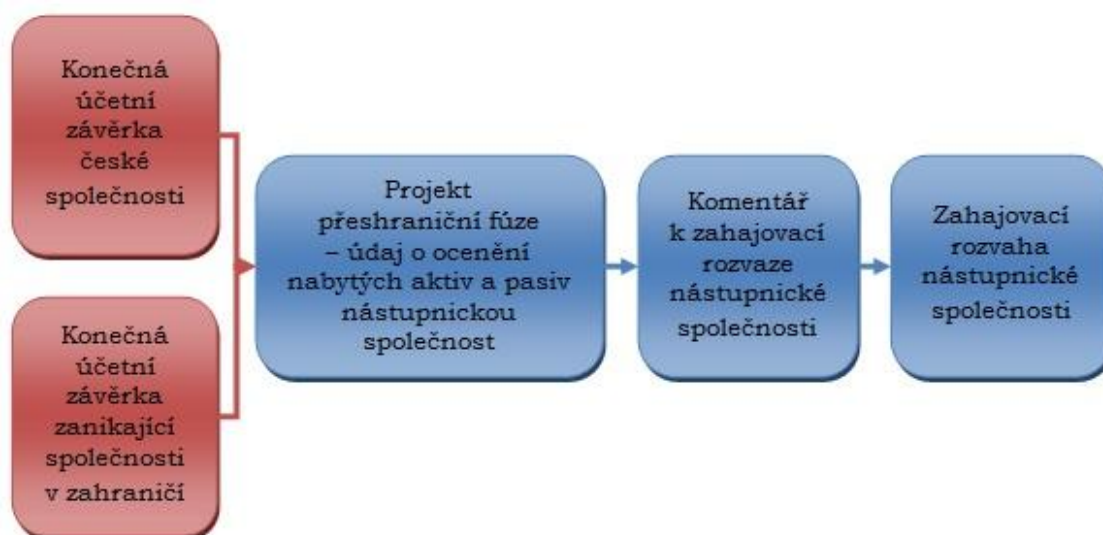 Konečná
účetní
závěrka
české
společnosti
Konečná
účetní
závěrka
zanikající
společnosti
v zahraničí
Projekt
přeshraniční fúze
– údaj o ocenění
nabytých aktiv a pasiv
nástupnickou
společnost
Komentář
k zahajovací
rozvaze
nástupnické
společnosti
Zahajovací
rozvaha
nástupnické
společnosti